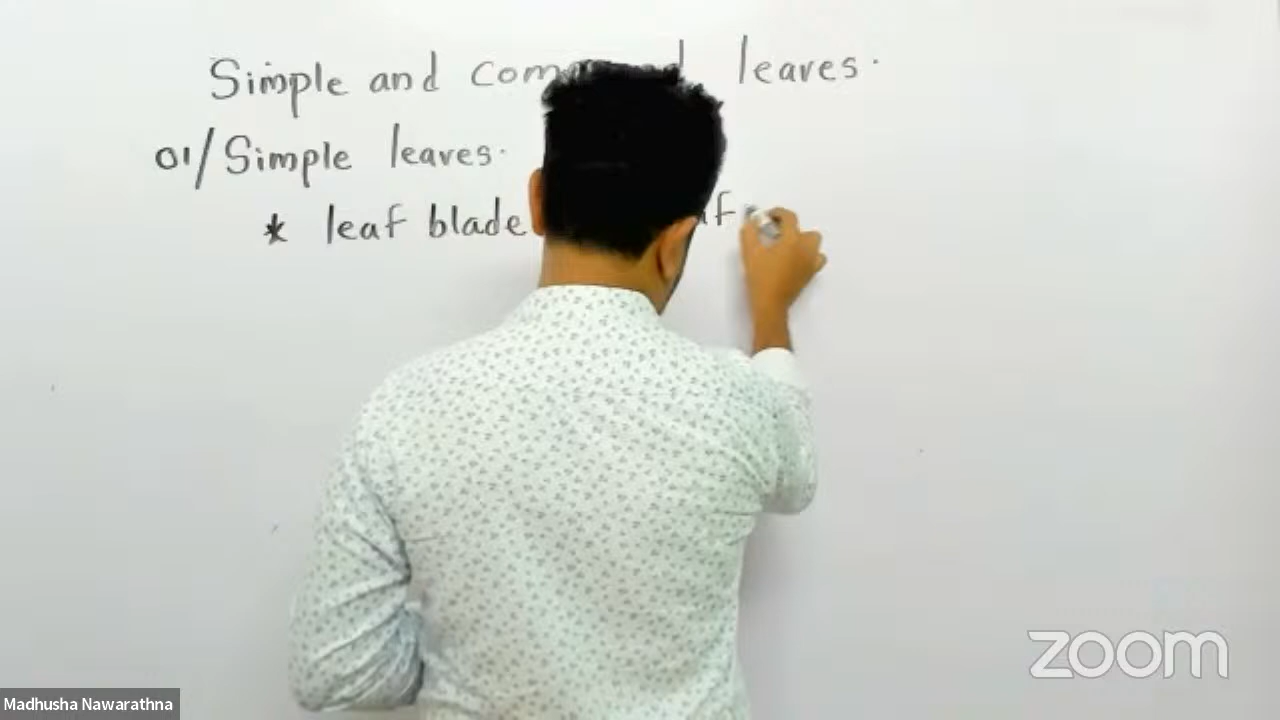 Simple and com d leaves.
01/ Simple leaves.
* leaf blade
zoom
Madhusha Nawarathna